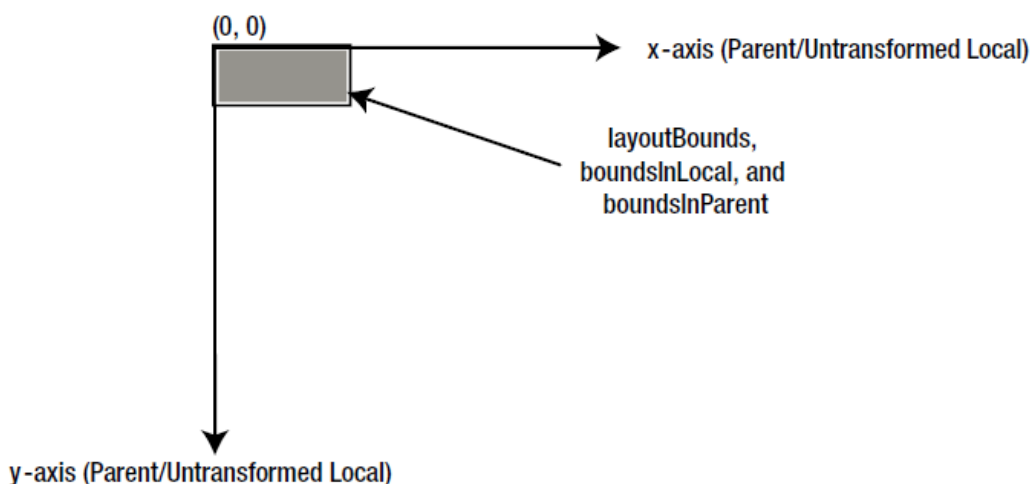 (0, 0)
x-axis (Parent/Untransformed Local)
layoutBounds,
boundsInLocal, and
boundsInParent
y-axis (Parent/Untransformed Local)